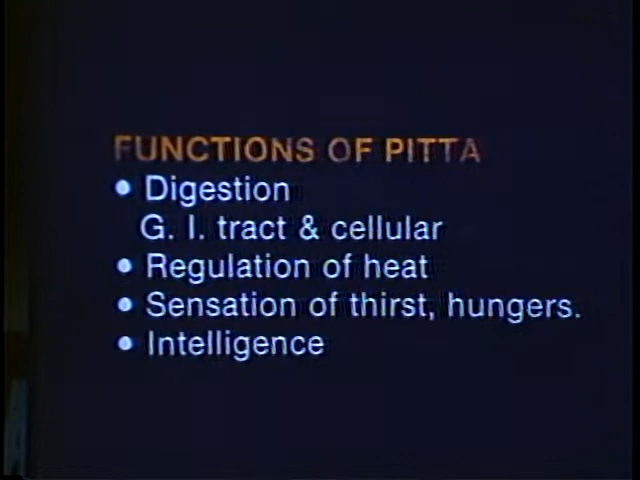 FUNCTIONS OF PITTA
• Digestion
G. I. tract & cellular
• Regulation of heat
• Sensation of thirst, hungers.
• Intelligence